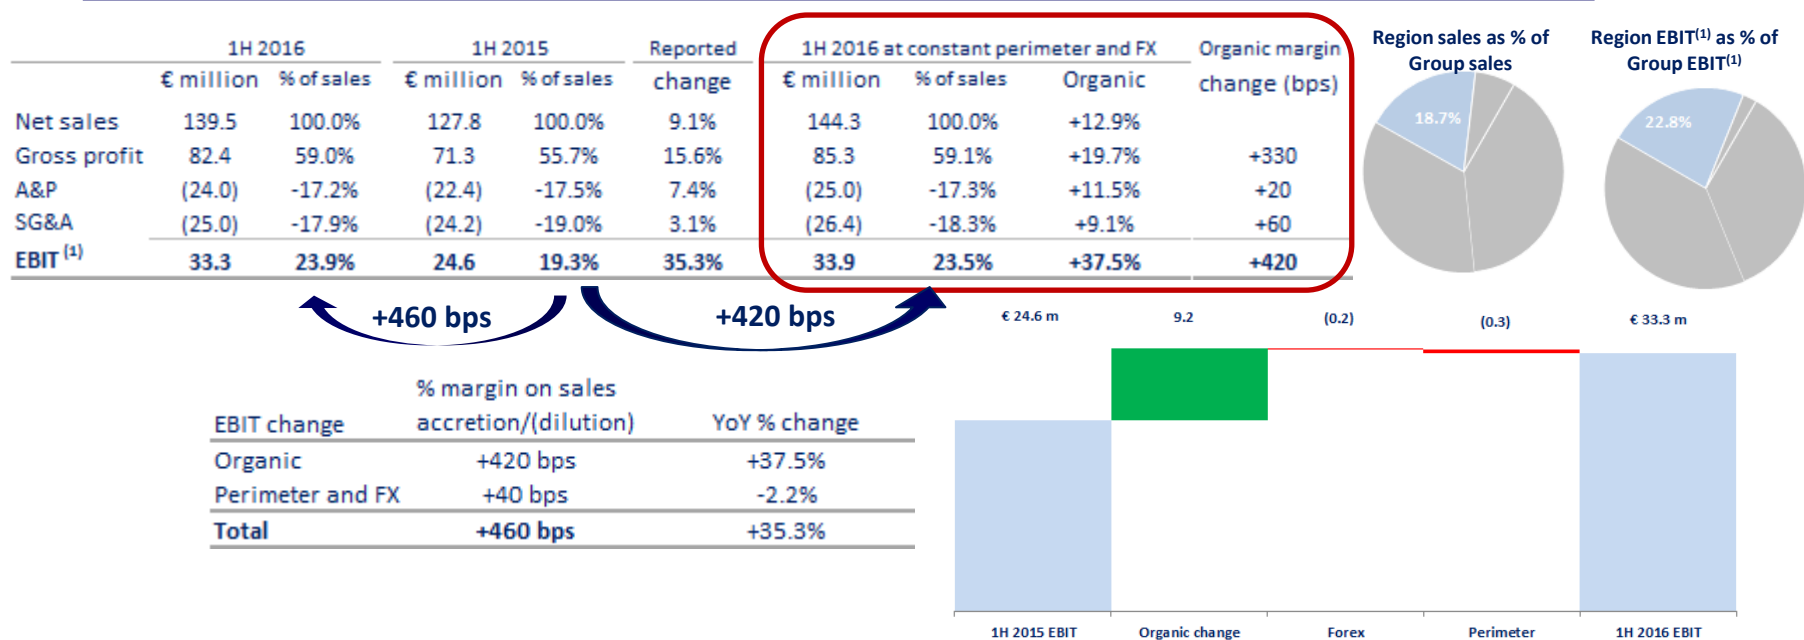 1H 2016 1H 2015 Reported 1H 2016 at constant perimeter and FX Organic margin
€ million % of sales € million % of sales change € million % of sales Organic change (bps)
Net sales 139.5 100.0% 127.8 100.0% 9.1% 144.3 100.0% +12.9%
Gross profit 82.4 59.0% 71.3 55.7% 15.6% 85.3 59.1% +19.7% +330
A&P (24.0) -17.2% (22.4) -17.5% 7.4% (25.0) -17.3% +11.5% +20
SG&A (25.0) -17.9% (24.2) -19.0% 3.1% (26.4) -18.3% +9.1% +60
EBIT (1) 33.3 23.9% 24.6 19.3% 35.3% 33.9 23.5% +37.5% +420
+460 bps +420 bps
Region sales as % of
Group sales
18.7%
Region EBIT(1) as % of
Group EBIT(1)
22.8%
% margin on sales
EBIT change accretion/(dilution) YoY % change
Organic +420 bps +37.5%
Perimeter and FX +40 bps -2.2%
Total +460 bps +35.3%
€ 24.6 m 9.2 (0.2) (0.3) € 33.3 m
1H 2015 EBIT Organic change Forex Perimeter 1H 2016 EBIT